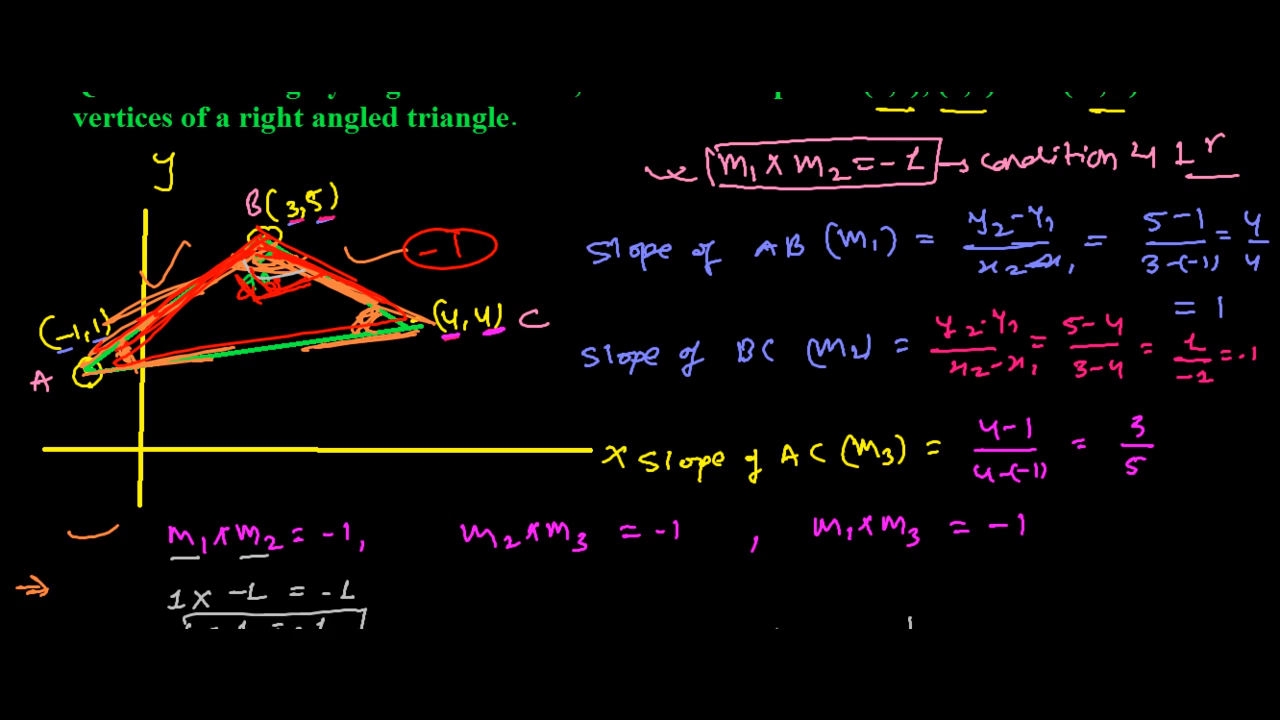 vertices of a right angled triangle.
y
B(3,5)
(-1,1)
A
(4,4) C
-1
x
m₁ x m₂ = -1 → condition of ⊥ʳ
Slope of AB (m₁) = y₂-y₁/x₂-x₁ = 5-1/3-(-1) = 4/4
= 1
Slope of BC (m₂) = y₂-y₁/x₂-x₁ = 5-4/3-4 = 1/-1 = -1
Slope of AC (m₃) = 4-1/4-(-1) = 3/5
m₁ x m₂ = -1, m₂ x m₃ = -1 , m₁ x m₃ = -1
⇒ 1 x -1 = -1